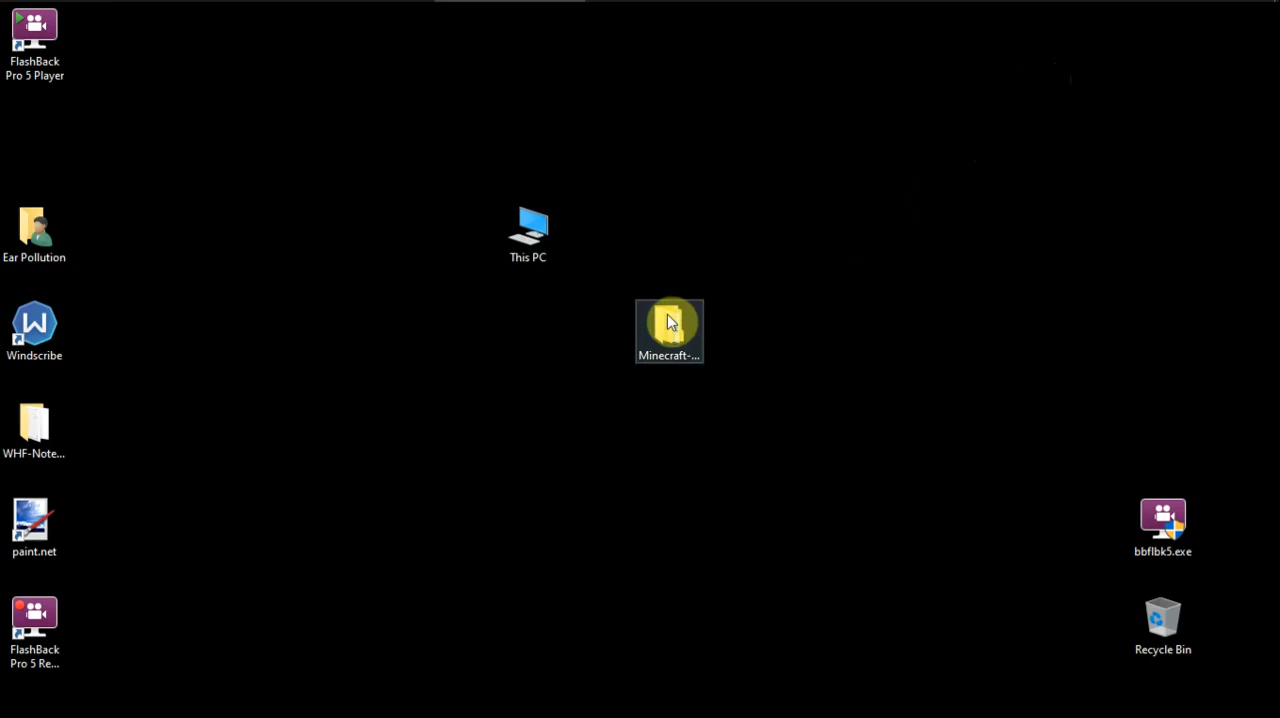 FlashBack
Pro 5 Player
Ear Pollution
This PC
Windscribe
Minecraft-...
WHF-Note...
paint.net
bbflbk5.exe
FlashBack
Pro 5 Re...
Recycle Bin